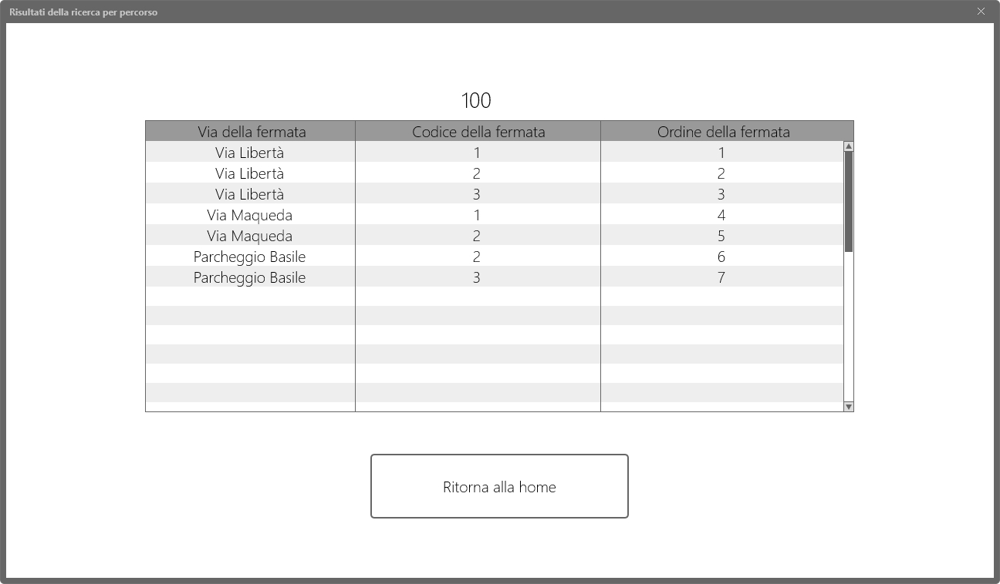 Risultati della ricerca per percorso
100
Via della fermata Codice della fermata Ordine della fermata
Via Libertà 1 1
Via Libertà 2 2
Via Libertà 3 3
Via Maqueda 1 4
Via Maqueda 2 5
Parcheggio Basile 2 6
Parcheggio Basile 3 7
Ritorna alla home